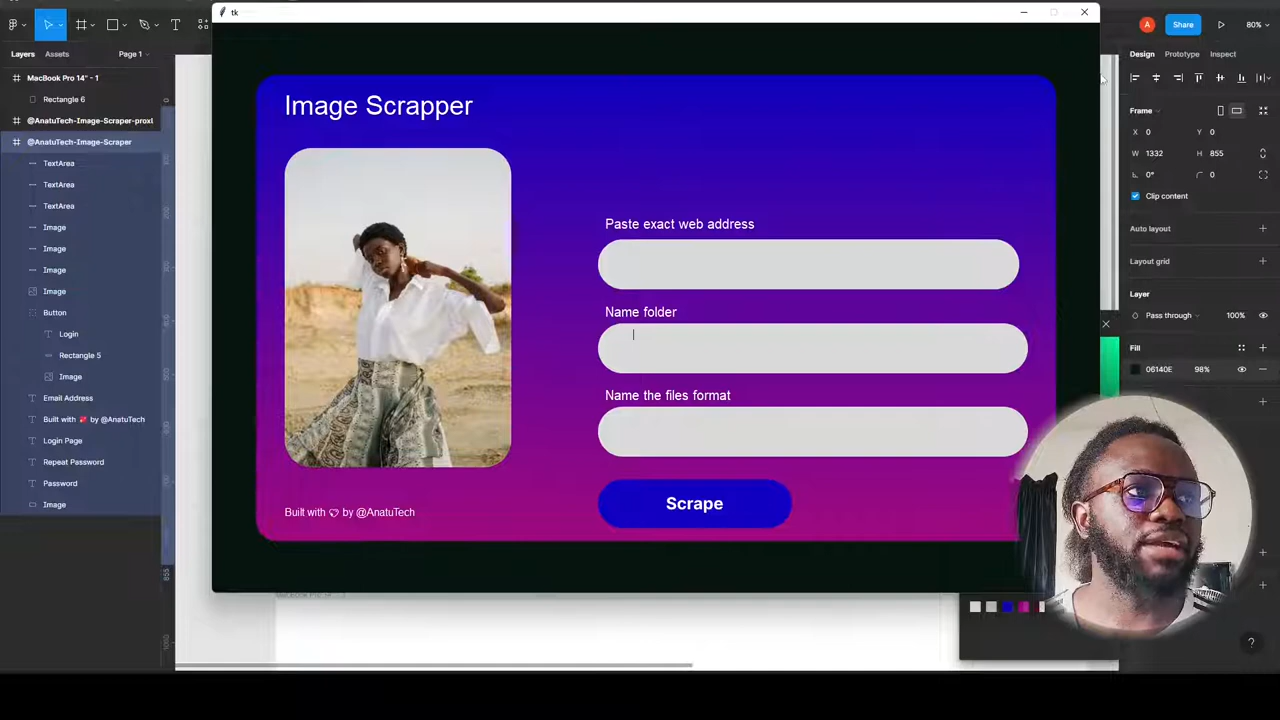 tk
A
Share
80%
Layers
Assets
Page 1
Design
Prototype
Inspect
MacBook Pro 14" - 1
Rectangle 6
@AnatuTech-Image-Scraper-proxl
@AnatuTech-Image-Scraper
TextArea
TextArea
TextArea
Image
Image
Image
Image
Button
Login
Rectangle 5
Image
Email Address
Built with 💓 by @AnatuTech
Login Page
Repeat Password
Password
Image
Image Scrapper
Paste exact web address
Name folder
Name the files format
Scrape
Built with by @AnatuTech
Frame
X 0
Y 0
W 1332
H 855
0°
0
Clip content
Auto layout
Layout grid
Layer
Pass through
100%
Fill
06140E
98%
?